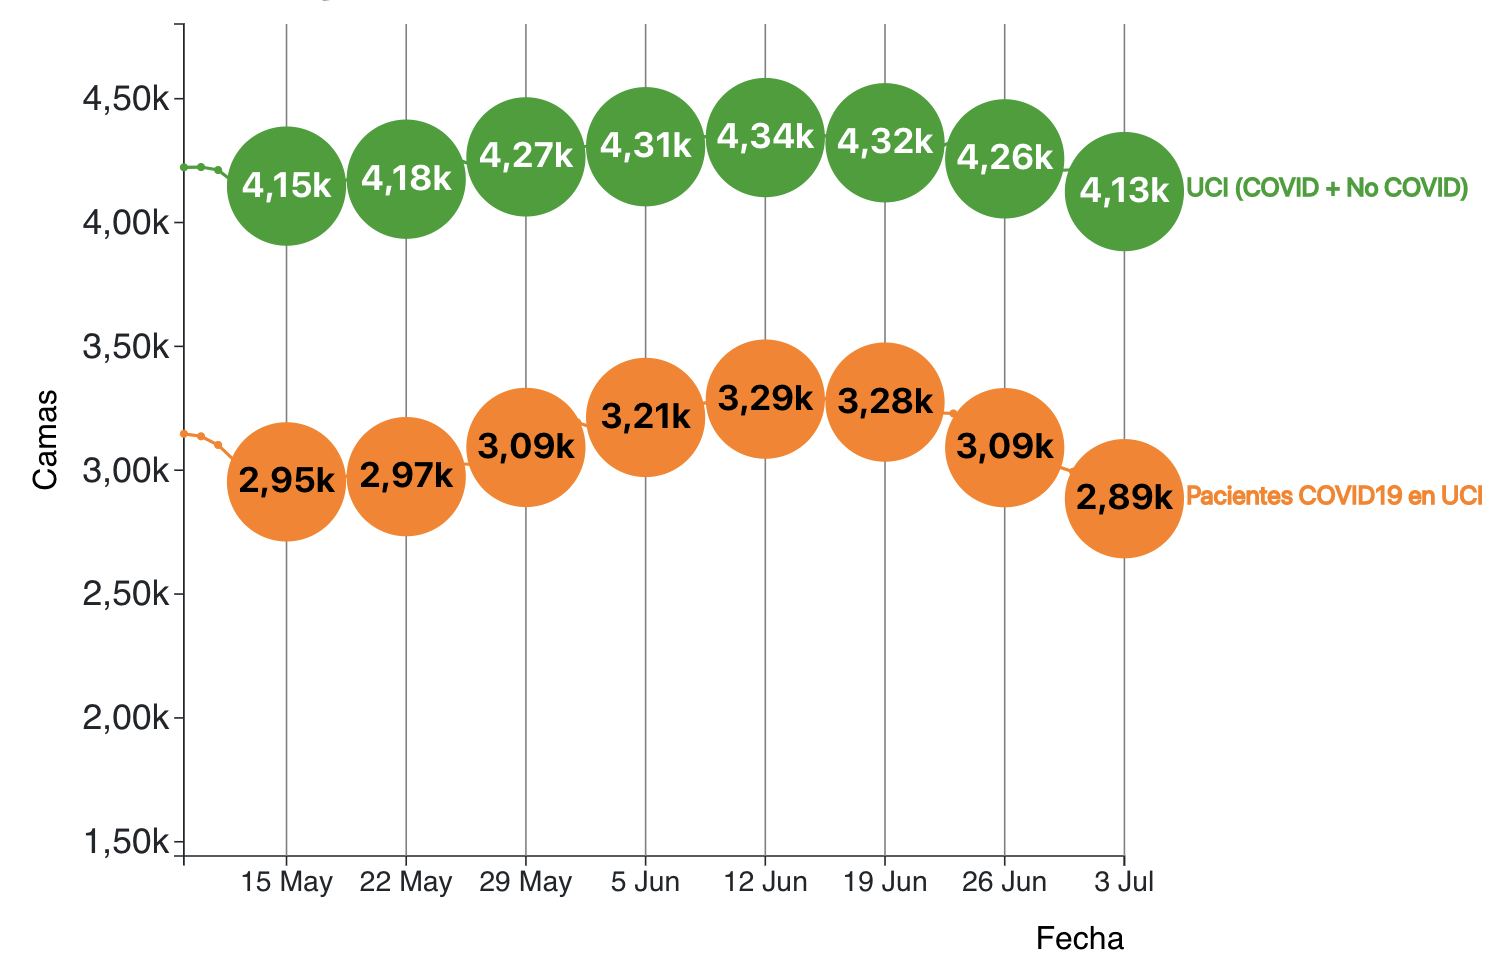 4,50k
4,00k
3,50k
3,00k
2,50k
2,00k
1,50k
Camas
4,15k 4,18k 4,27k 4,31k 4,34k 4,32k 4,26k 4,13k
UCI (COVID + No COVID)
2,95k 2,97k 3,09k 3,21k 3,29k 3,28k 3,09k 2,89k
Pacientes COVID19 en UCI
15 May 22 May 29 May 5 Jun 12 Jun 19 Jun 26 Jun 3 Jul
Fecha